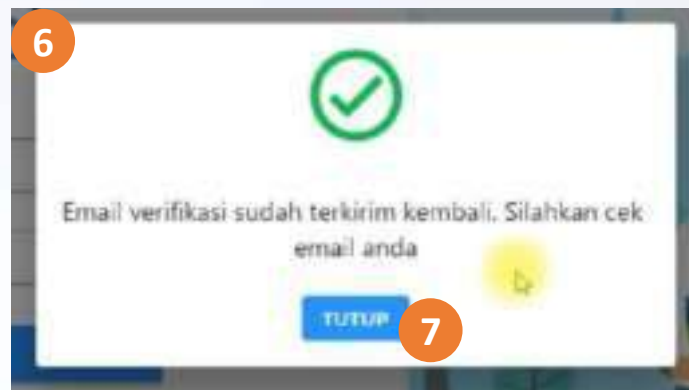 6
Email verifikasi sudah terkirim kembali. Silahkan cek
email anda
TUTUP
7